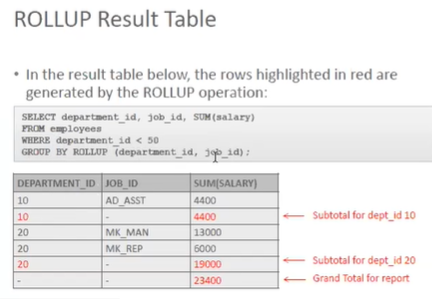 ROLLUP Result Table
• In the result table below, the rows highlighted in red are
generated by the ROLLUP operation:
SELECT department_id, job_id, SUM(salary)
FROM employees
WHERE department_id < 50
GROUP BY ROLLUP (department_id, job_id);
DEPARTMENT_ID JOB_ID SUM(SALARY)
10 AD_ASST 4400
10 - 4400 Subtotal for dept_id 10
20 MK_MAN 13000
20 MK_REP 6000
20 - 19000 Subtotal for dept_id 20
- - 23400 Grand Total for report